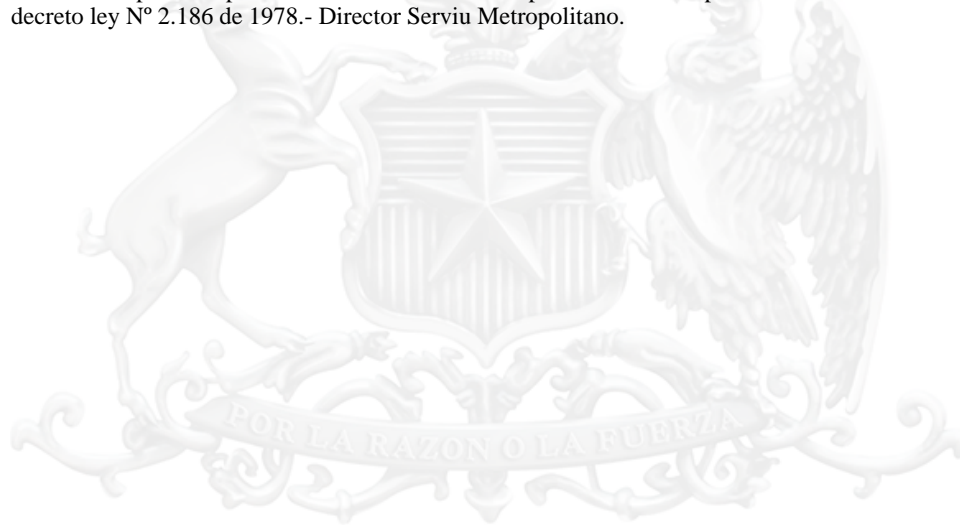 decreto ley Nº 2.186 de 1978.- Director Serviu Metropolitano.
POR LA RAZON O LA FUERZA